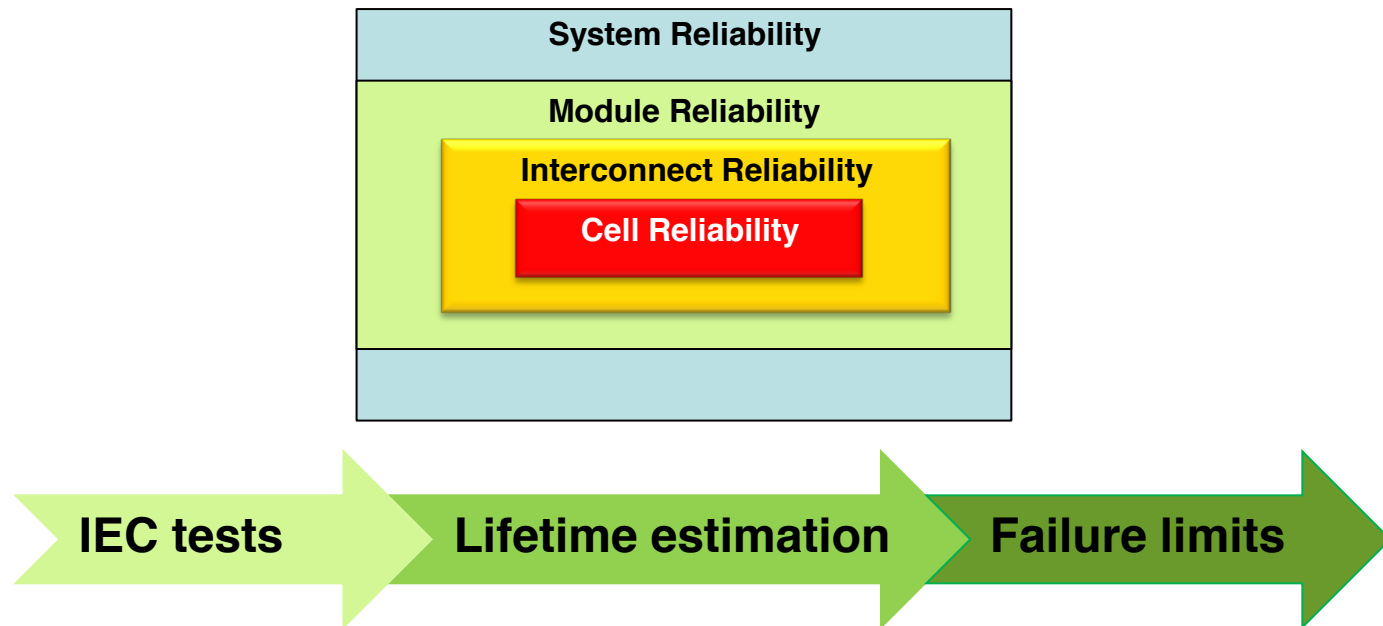 System Reliability
Module Reliability
Interconnect Reliability
Cell Reliability
IEC tests
Lifetime estimation
Failure limits